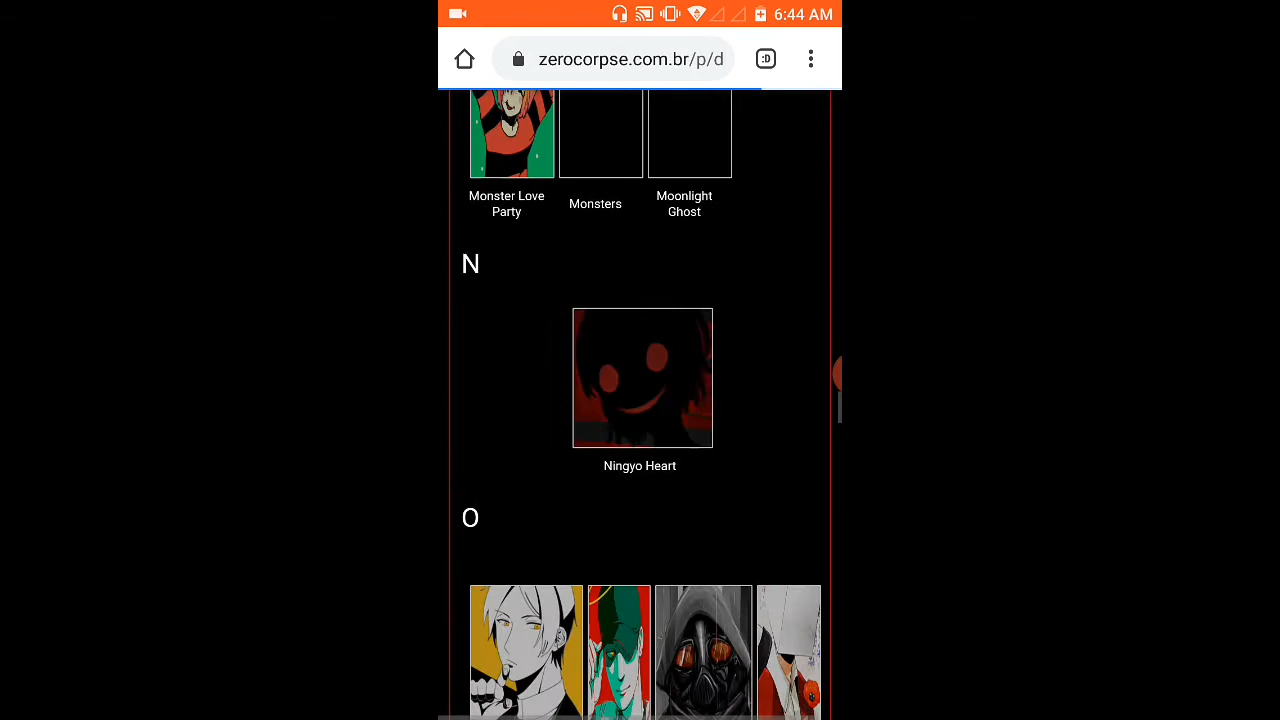 6:44 AM
zerocorpse.com.br/p/d
:D
Monster Love
Party
Monsters
Moonlight
Ghost
N
Ningyo Heart
O